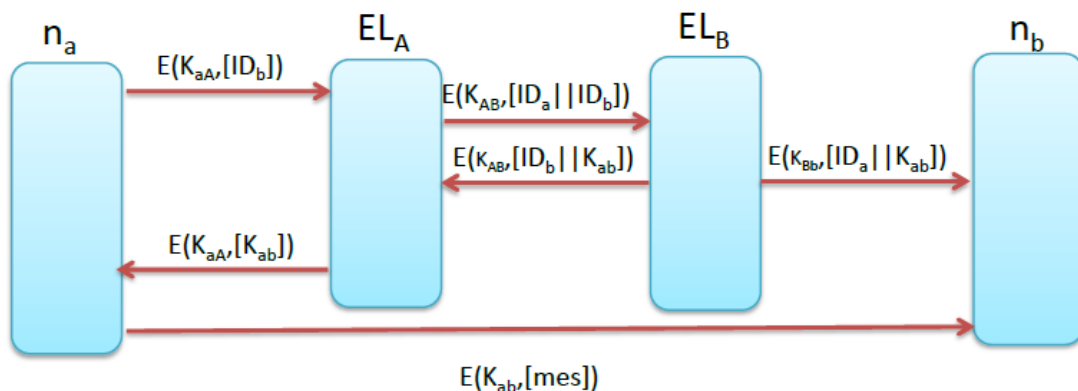 n_a
EL_A
EL_B
n_b
E(K_aA,[ID_b])
E(K_AB,[ID_a||ID_b])
E(K_AB,[ID_b||K_ab])
E(K_Bb,[ID_a||K_ab])
E(K_aA,[K_ab])
E(K_ab,[mes])